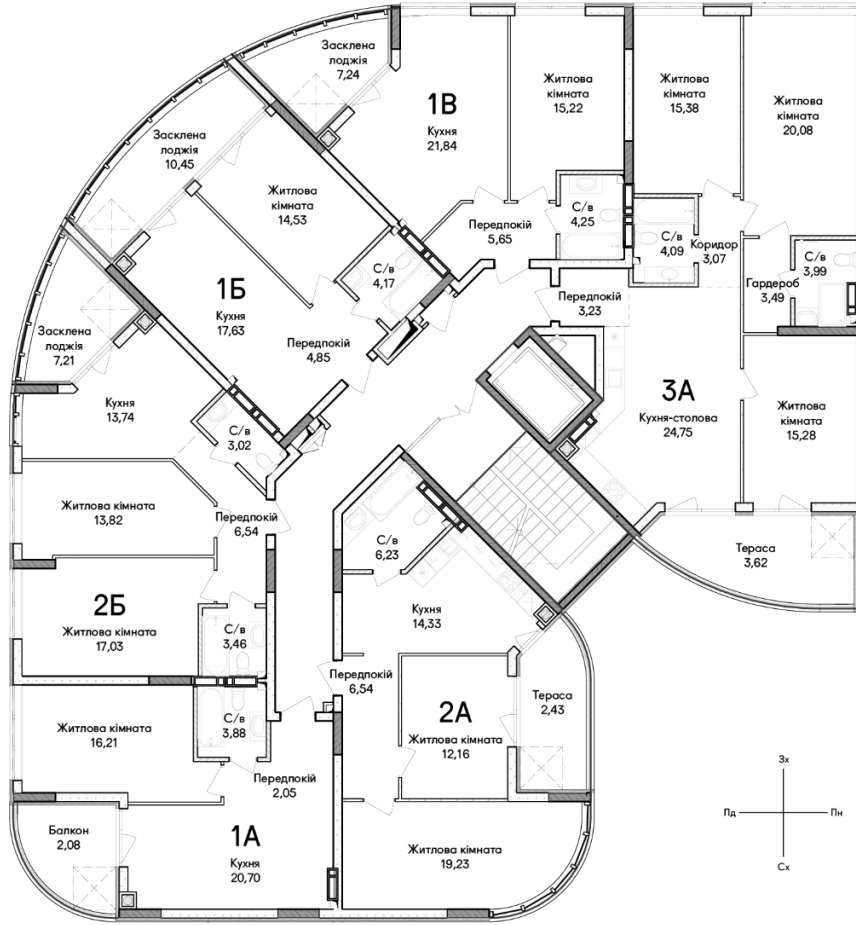 Засклена
лоджія
7,24
1В
Кухня
21,84
Житлова
кімната
15,22
Житлова
кімната
15,38
Житлова
кімната
20,08
Засклена
лоджія
10,45
Житлова
кімната
14,53
Передпокій
5,65
С/в
4,25
С/в
4,09
Коридор
3,07
С/в
3,99
Гардероб
3,49
С/в
4,17
1Б
Кухня
17,63
Передпокій
4,85
Передпокій
3,23
Засклена
лоджія
7,21
3А
Кухня-столова
24,75
Житлова
кімната
15,28
Кухня
13,74
С/в
3,02
Житлова кімната
13,82
Передпокій
6,54
С/в
6,23
Тераса
3,62
2Б
Житлова кімната
17,03
С/в
3,46
Кухня
14,33
Передпокій
6,54
2А
Житлова кімната
12,16
Тераса
2,43
Житлова кімната
16,21
С/в
3,88
Передпокій
2,05
Балкон
2,08
1А
Кухня
20,70
Житлова кімната
19,23
Зх
Пд
Пн
Сх